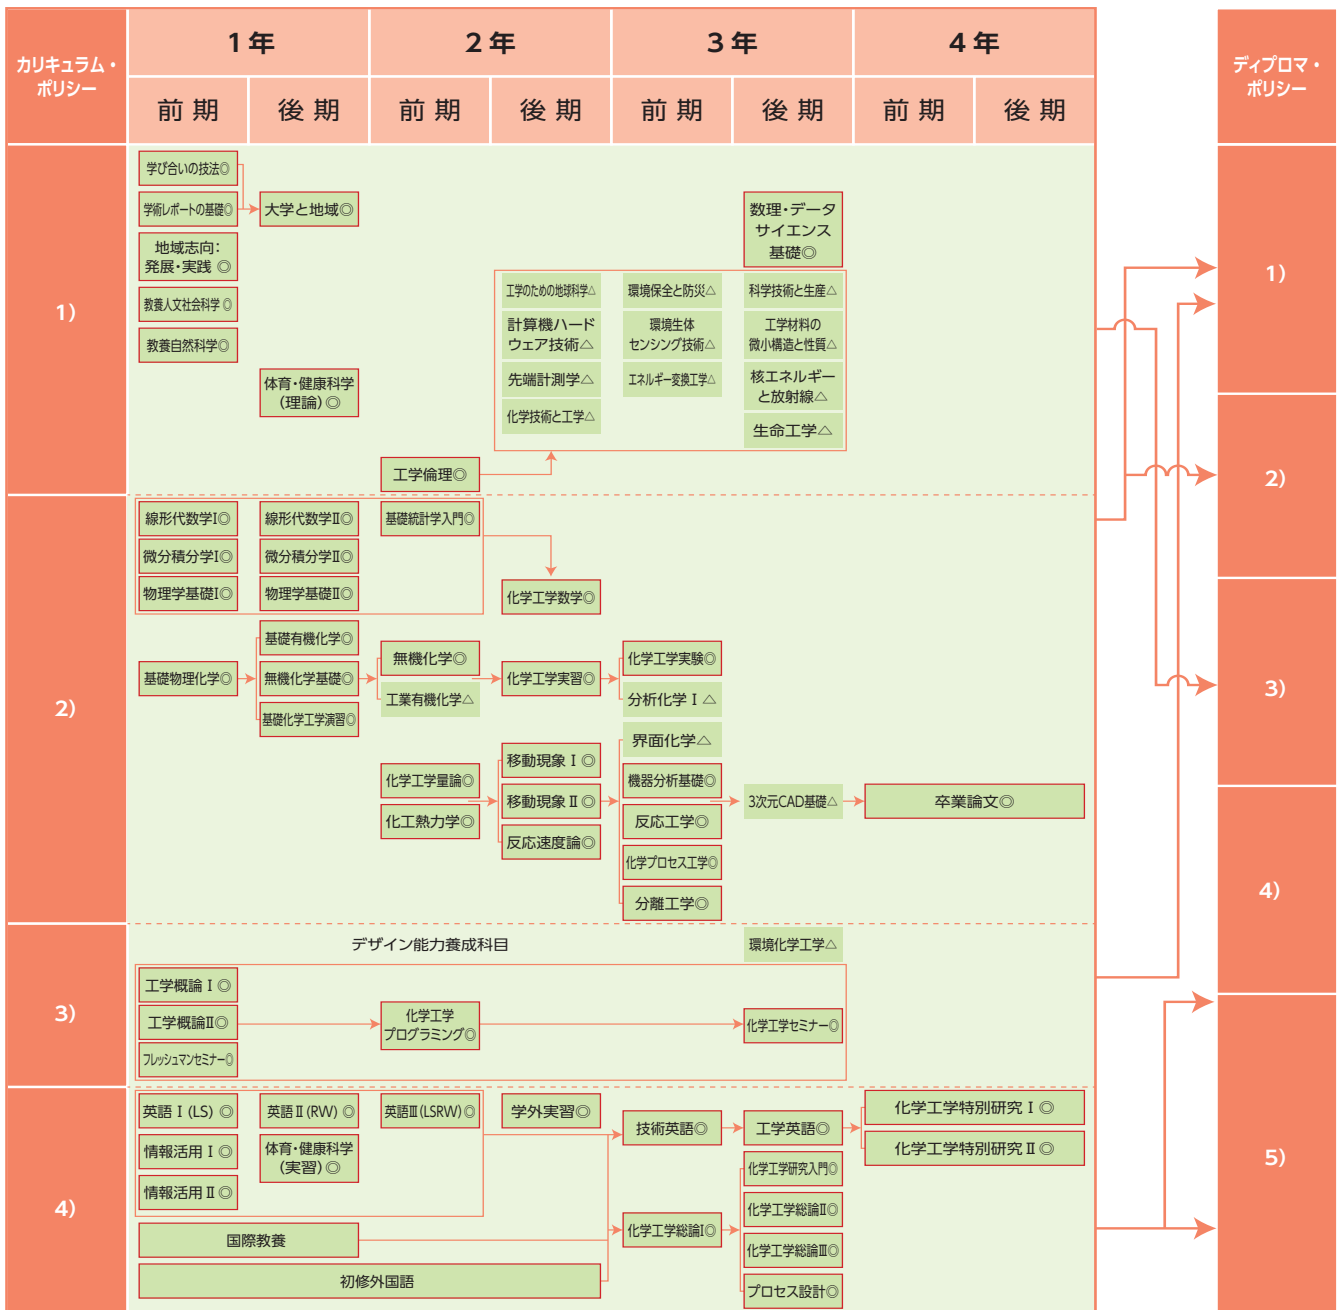 カリキュラム・
ポリシー
1年
2年
3年
4年
ディプロマ・
ポリシー
前期
後期
前期
後期
前期
後期
前期
後期
1)
学び合いの技法◎
学術レポートの基礎◎
大学と地域◎
地域志向:
発展・実践 ◎
教養人文社会科学 ◎
教養自然科学◎
体育・健康科学
(理論)◎
工学倫理◎
数理・データ
サイエンス
基礎◎
工学のための地球科学△
環境保全と防災△
科学技術と生産△
計算機ハード
ウェア技術△
環境生体
センシング技術△
工学材料の
微小構造と性質△
先端計測学△
エネルギー変換工学△
核エネルギー
と放射線△
化学技術と工学△
生命工学△
2)
線形代数学I◎
線形代数学II◎
基礎統計学入門◎
微分積分学I◎
微分積分学II◎
物理学基礎I◎
物理学基礎II◎
化学工学数学◎
基礎物理化学◎
基礎有機化学◎
無機化学基礎◎
基礎化学工学演習◎
無機化学◎
工業有機化学△
化学工学実習◎
化学工学実験◎
分析化学 I △
化学工学量論◎
化工熱力学◎
移動現象 I ◎
移動現象 II ◎
反応速度論◎
界面化学△
機器分析基礎◎
反応工学◎
化学プロセス工学◎
分離工学◎
3次元CAD基礎△
卒業論文◎
3)
デザイン能力養成科目
環境化学工学△
工学概論 I ◎
工学概論II◎
フレッシュマンセミナー◎
化学工学
プログラミング◎
化学工学セミナー◎
4)
英語 I (LS) ◎
英語 II (RW) ◎
英語III(LSRW)◎
学外実習◎
情報活用 I ◎
体育・健康科学
(実習)◎
情報活用 II ◎
技術英語◎
工学英語◎
化学工学特別研究 I ◎
化学工学特別研究 II ◎
国際教養
初修外国語
化学工学総論I◎
化学工学研究入門◎
化学工学総論II◎
化学工学総論III◎
プロセス設計◎
1)
2)
3)
4)
5)